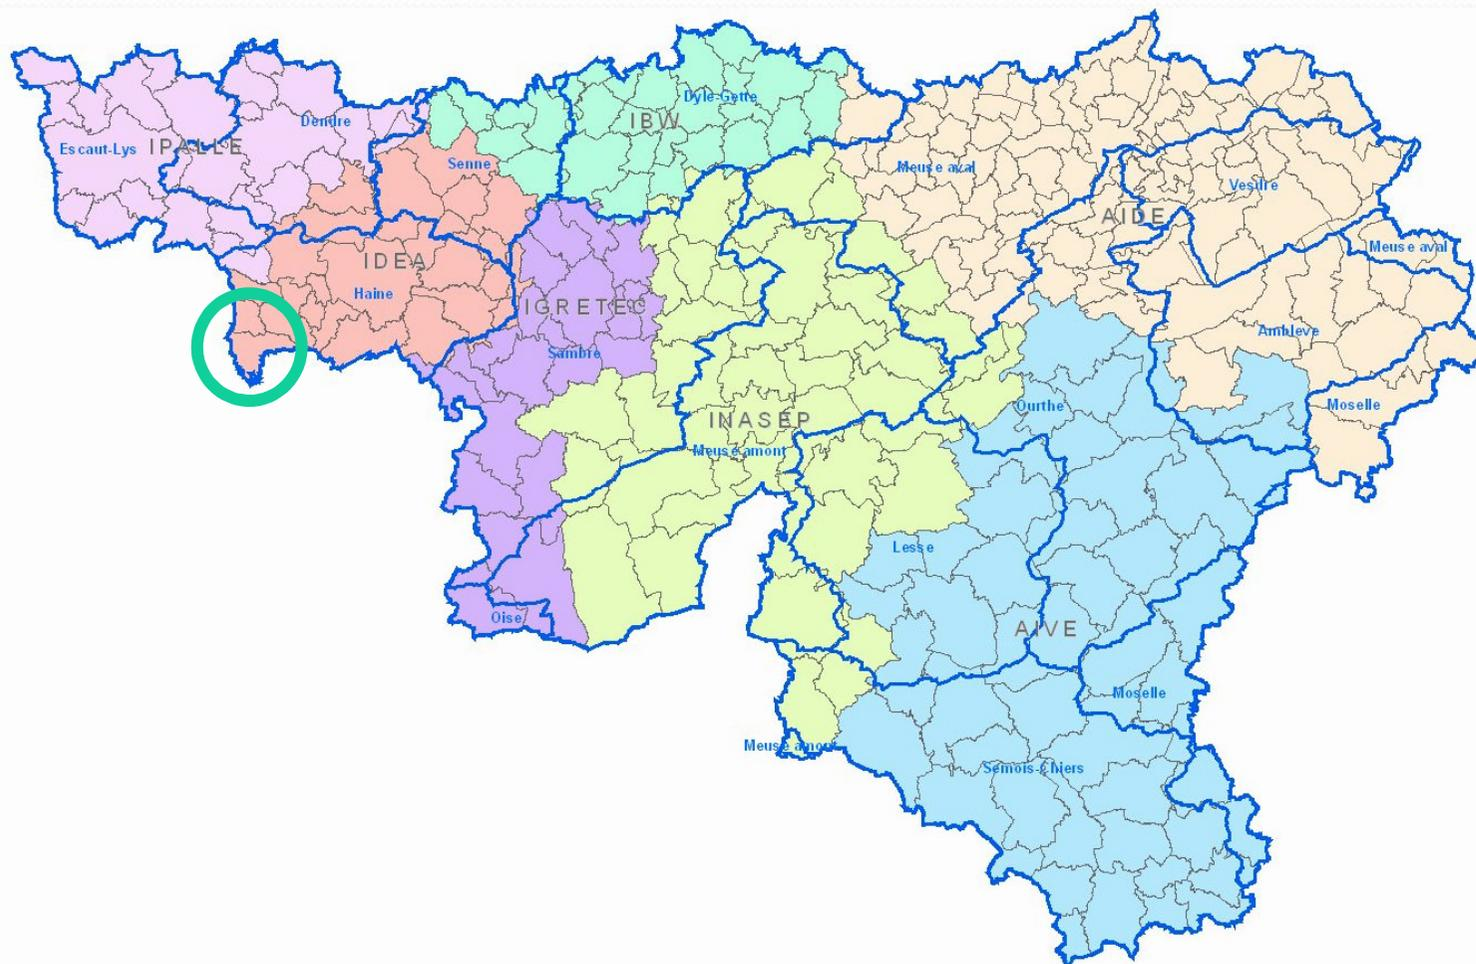 Dyle-Gette
IBW
Dendre
Escaut-Lys
IPALLE
Senne
Meuse aval
Vesdre
AIDE
Meuse aval
IDEA
Haine
IGRETEC
Ambleve
Sambre
Ourthe
Moselle
INASEP
Meuse amont
Lesse
Oise
AIVE
Moselle
Meuse amont
Semois-Chiers